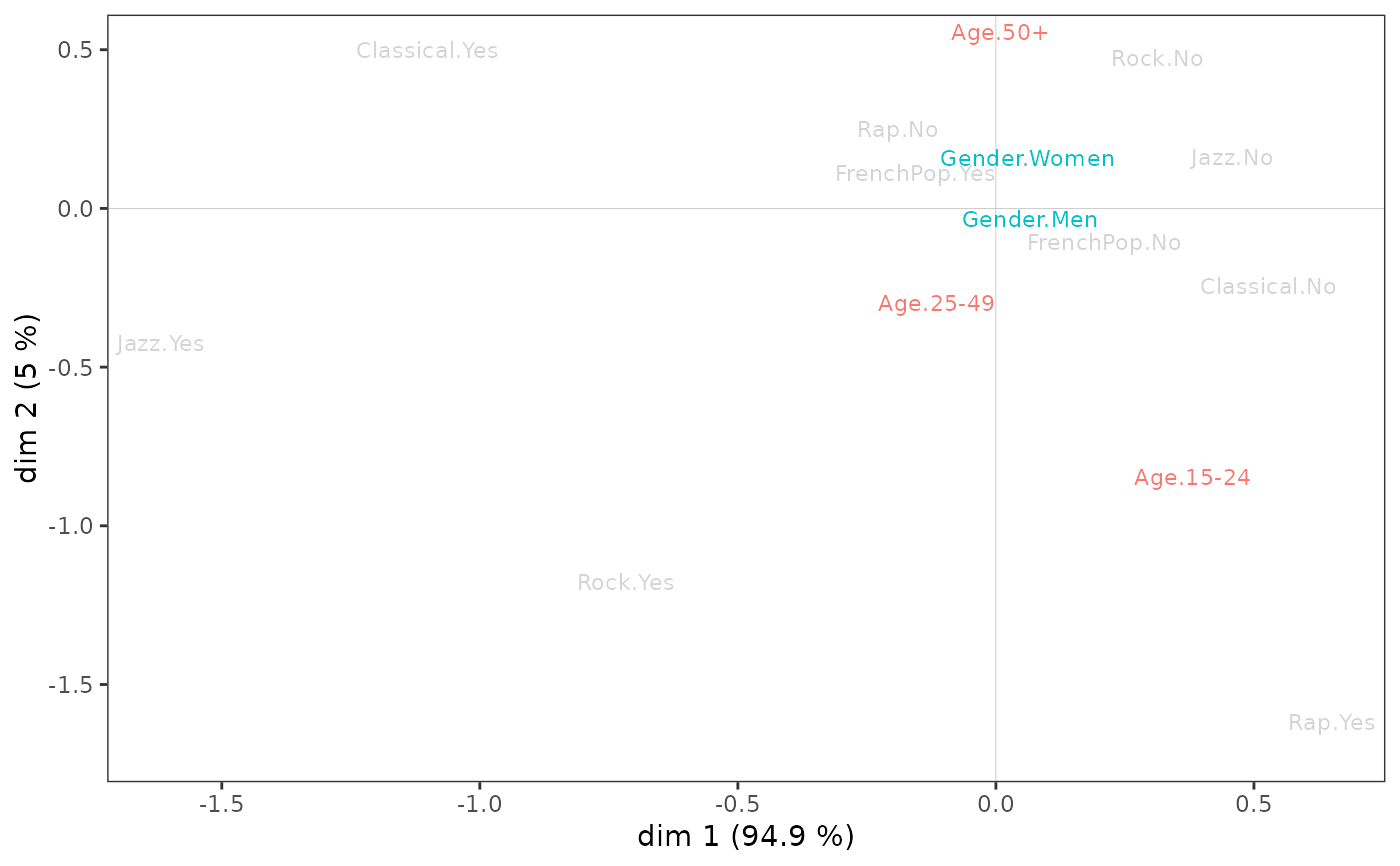 Age.50+
0.5
Classical.Yes
Rock.No
Rap.No
Gender.Women
Jazz.No
FrenchPop.Yes
0.0
Gender.Men
FrenchPop.No
Classical.No
Age.25-49
Jazz.Yes
-0.5
dim 2 (5 %)
Age.15-24
-1.0
Rock.Yes
-1.5
Rap.Yes
-1.5
-1.0
-0.5
0.0
0.5
dim 1 (94.9 %)